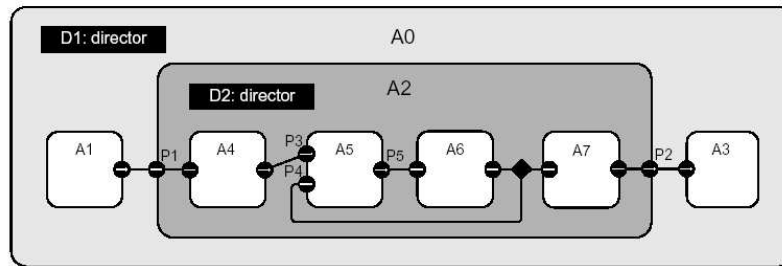 D1: director
A0
D2: director
A2
A1
P1
A4
P3
P4
A5
P5
A6
A7
P2
A3